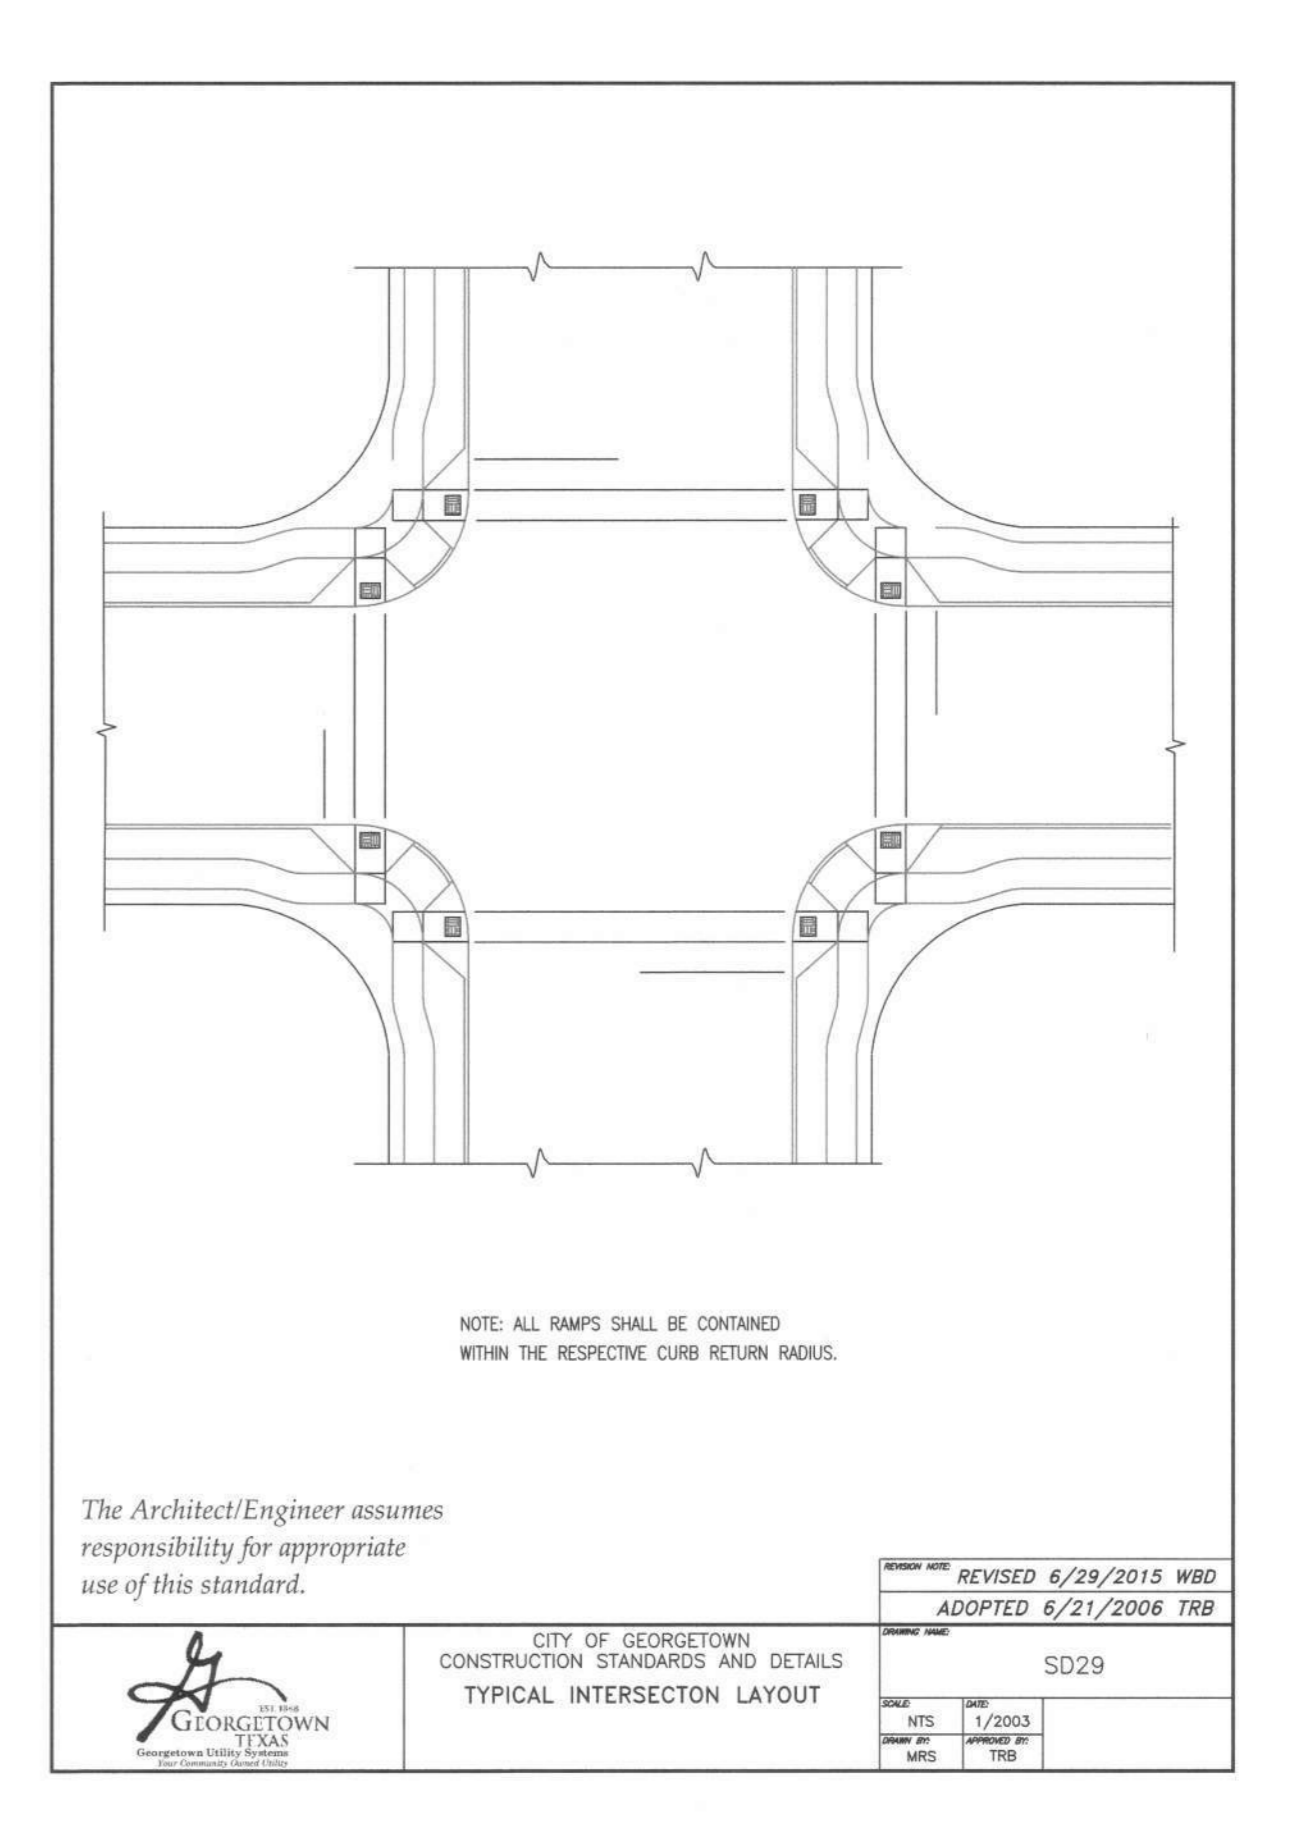 NOTE: ALL RAMPS SHALL BE CONTAINED
WITHIN THE RESPECTIVE CURB RETURN RADIUS.
The Architect/Engineer assumes
responsibility for appropriate
use of this standard.
REVISION NOTE: REVISED 6/29/2015 WBD
ADOPTED 6/21/2006 TRB
EST. 1848
GEORGETOWN
TEXAS
Georgetown Utility Systems
Your Community Owned Utility
CITY OF GEORGETOWN
CONSTRUCTION STANDARDS AND DETAILS
TYPICAL INTERSECTON LAYOUT
DRAWING NAME:
SD29
SCALE: DATE:
NTS 1/2003
DRAWN BY: APPROVED BY:
MRS TRB